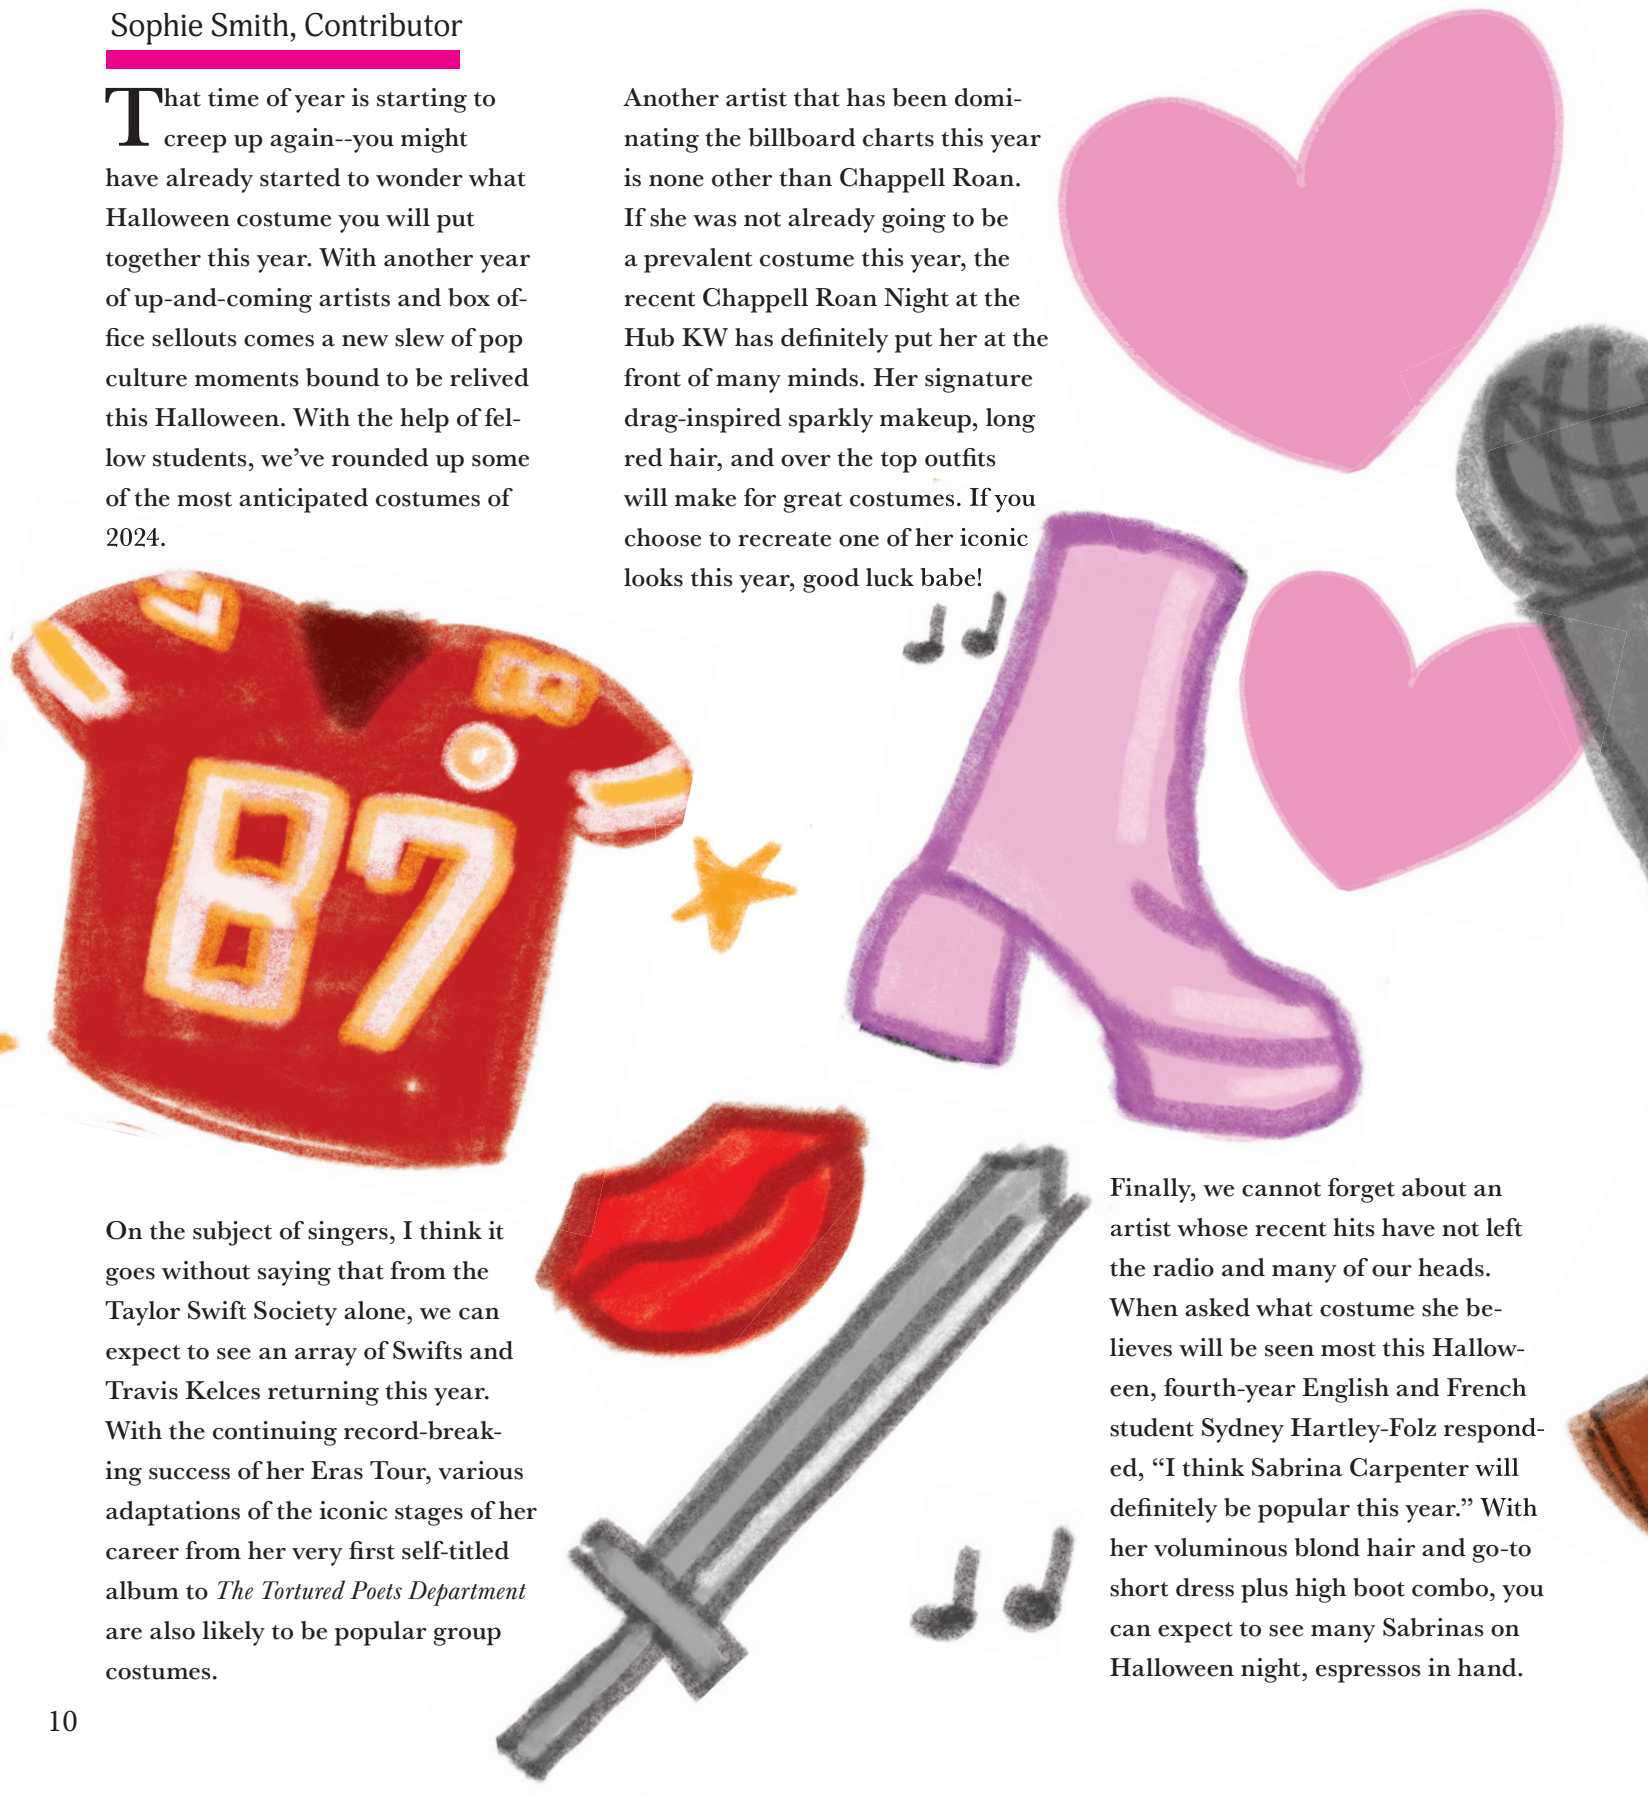 Sophie Smith, Contributor
That time of year is starting to
creep up again--you might
have already started to wonder what
Halloween costume you will put
together this year. With another year
of up-and-coming artists and box of-
fice sellouts comes a new slew of pop
culture moments bound to be relived
this Halloween. With the help of fel-
low students, we’ve rounded up some
of the most anticipated costumes of
2024.
Another artist that has been domi-
nating the billboard charts this year
is none other than Chappell Roan.
If she was not already going to be
a prevalent costume this year, the
recent Chappell Roan Night at the
Hub KW has definitely put her at the
front of many minds. Her signature
drag-inspired sparkly makeup, long
red hair, and over the top outfits
will make for great costumes. If you
choose to recreate one of her iconic
looks this year, good luck babe!
7
8
87
On the subject of singers, I think it
goes without saying that from the
Taylor Swift Society alone, we can
expect to see an array of Swifts and
Travis Kelces returning this year.
With the continuing record-break-
ing success of her Eras Tour, various
adaptations of the iconic stages of her
career from her very first self-titled
album to The Tortured Poets Department
are also likely to be popular group
costumes.
Finally, we cannot forget about an
artist whose recent hits have not left
the radio and many of our heads.
When asked what costume she be-
lieves will be seen most this Hallow-
een, fourth-year English and French
student Sydney Hartley-Folz respond-
ed, “I think Sabrina Carpenter will
definitely be popular this year.” With
her voluminous blond hair and go-to
short dress plus high boot combo, you
can expect to see many Sabrinas on
Halloween night, espressos in hand.
10